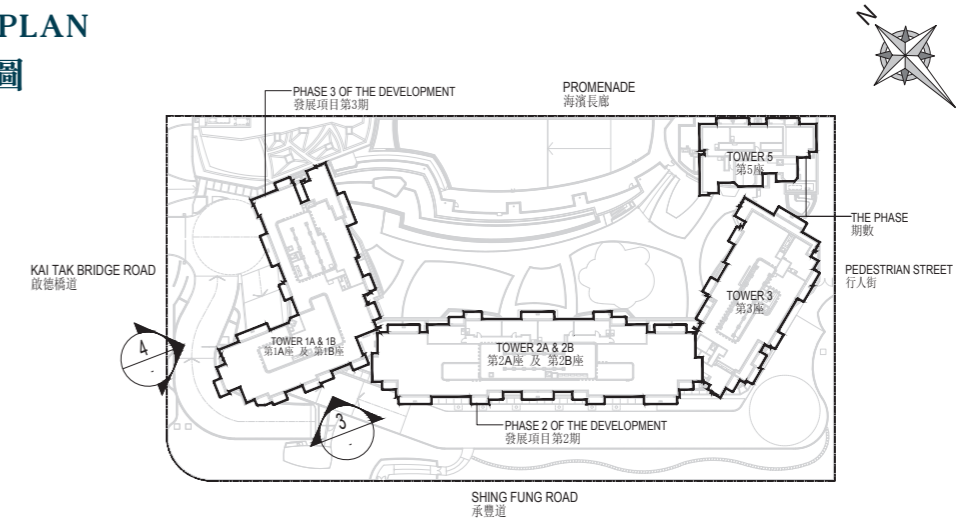 PLAN
圖
N
PHASE 3 OF THE DEVELOPMENT
發展項目第3期
PROMENADE
海濱長廊
TOWER 5
第5座
THE PHASE
期數
KAI TAK BRIDGE ROAD
啟德橋道
PEDESTRIAN STREET
行人街
TOWER 3
第3座
TOWER 1A & 1B
第1A座 及 第1B座
TOWER 2A & 2B
第2A座 及 第2B座
4
-
3
-
PHASE 2 OF THE DEVELOPMENT
發展項目第2期
SHING FUNG ROAD
承豐道